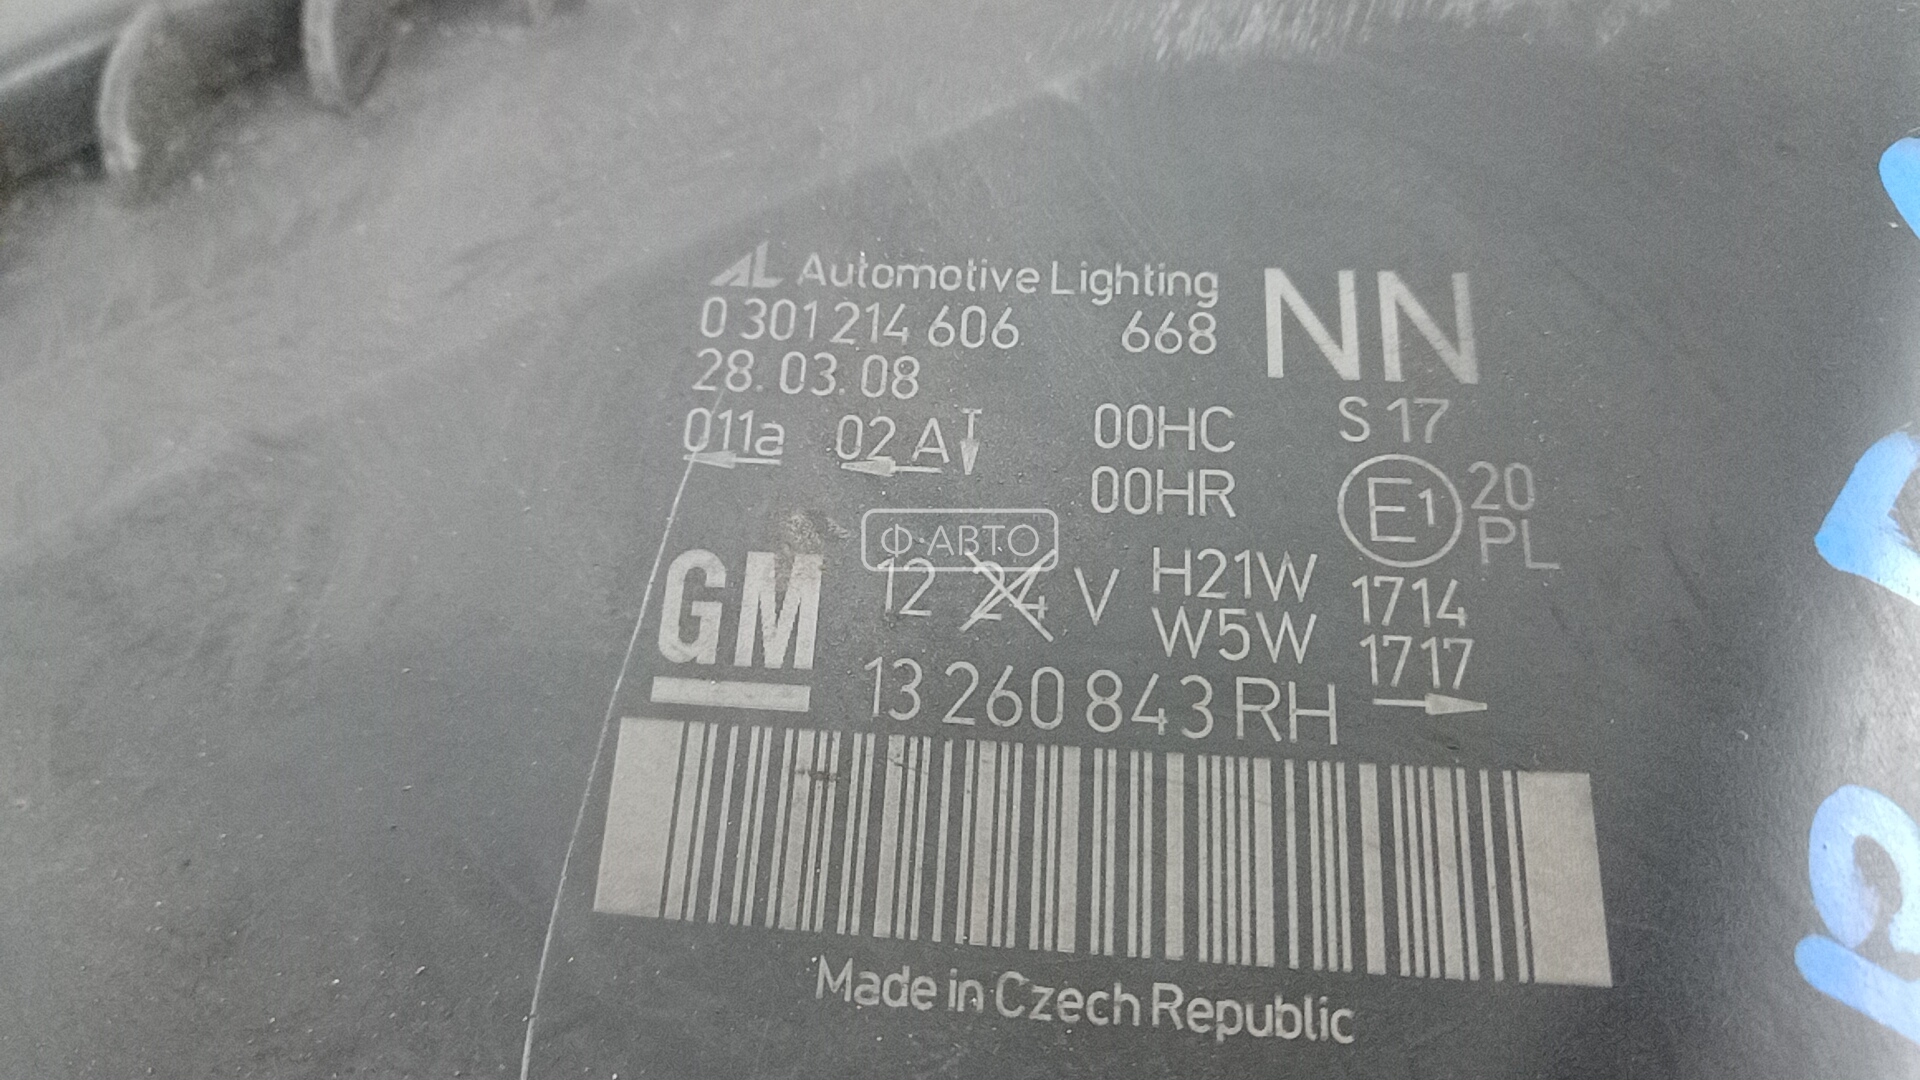 AL Automotive Lighting
0 301 214 606 668 NN
28.03.08
011a 02 A 00HC S 17
00HR E1 20
PL
Ф·АВТО
GM 12 24 V H21W 1714
W5W 1717
13 260 843 RH
Made in Czech Republic